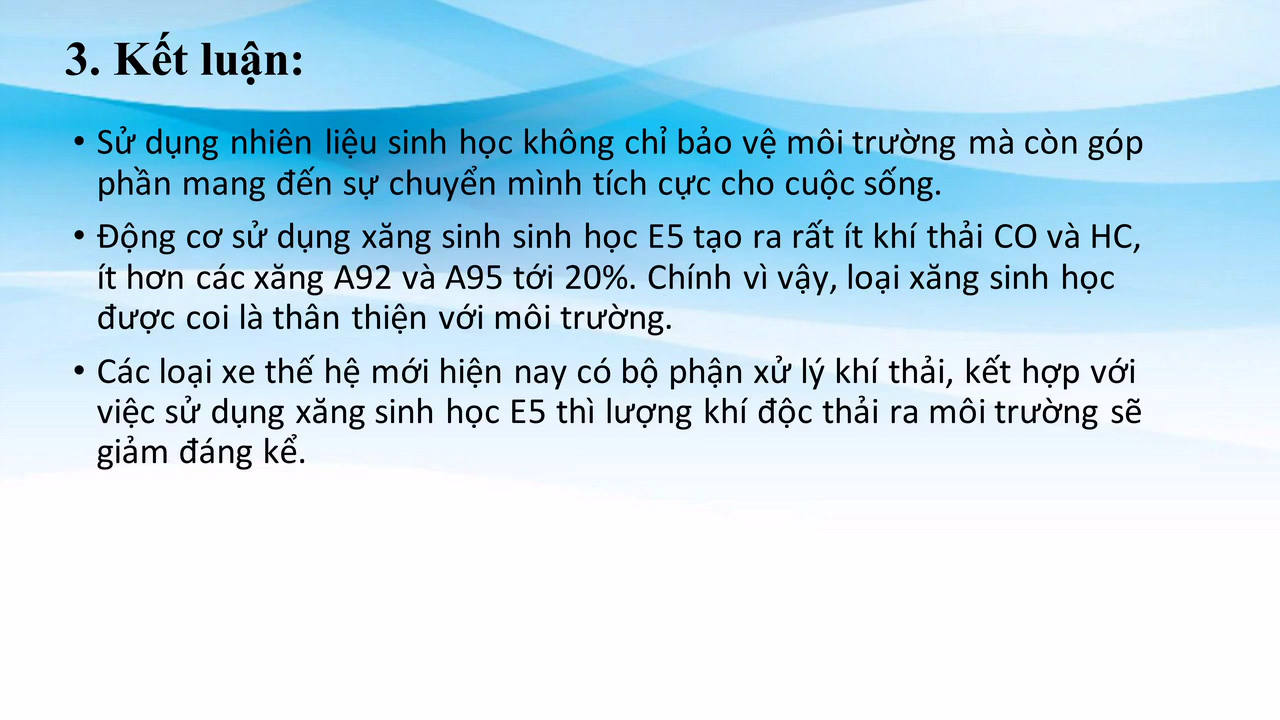 3. Kết luận:
• Sử dụng nhiên liệu sinh học không chỉ bảo vệ môi trường mà còn góp
phần mang đến sự chuyển mình tích cực cho cuộc sống.
• Động cơ sử dụng xăng sinh sinh học E5 tạo ra rất ít khí thải CO và HC,
ít hơn các xăng A92 và A95 tới 20%. Chính vì vậy, loại xăng sinh học
được coi là thân thiện với môi trường.
• Các loại xe thế hệ mới hiện nay có bộ phận xử lý khí thải, kết hợp với
việc sử dụng xăng sinh học E5 thì lượng khí độc thải ra môi trường sẽ
giảm đáng kể.